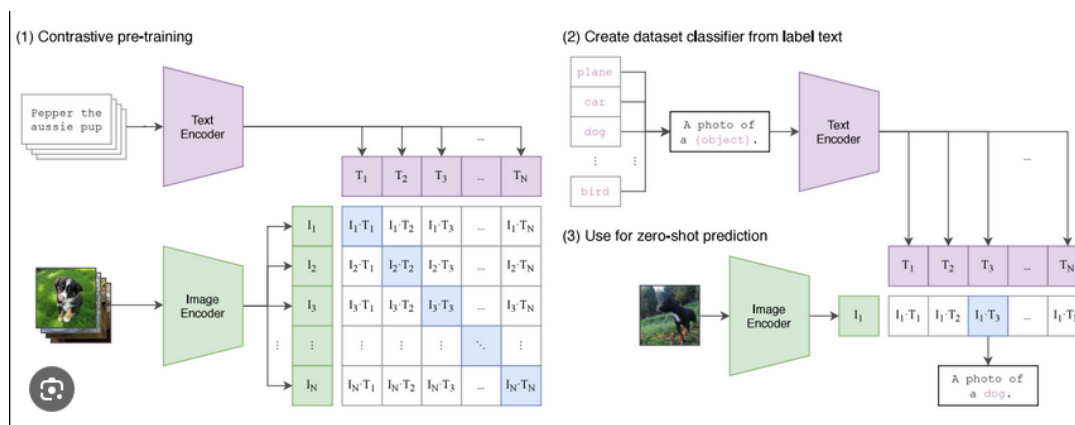 (1) Contrastive pre-training
Pepper the
aussie pup
Text
Encoder
...
T1 T2 T3 ... TN
I1 I1·T1 I1·T2 I1·T3 ... I1·TN
I2 I2·T1 I2·T2 I2·T3 ... I2·TN
Image
Encoder
I3 I3·T1 I3·T2 I3·T3 ... I3·TN
⋮ ⋮ ⋮ ⋮ ⋮ ⋱ ⋮
IN IN·T1 IN·T2 IN·T3 ... IN·TN
(2) Create dataset classifier from label text
plane
car
dog
⋮ ⋮
bird
A photo of
a {object}.
Text
Encoder
...
(3) Use for zero-shot prediction
Image
Encoder
T1 T2 T3 ... TN
I1 I1·T1 I1·T2 I1·T3 ... I1·T
A photo of
a dog.